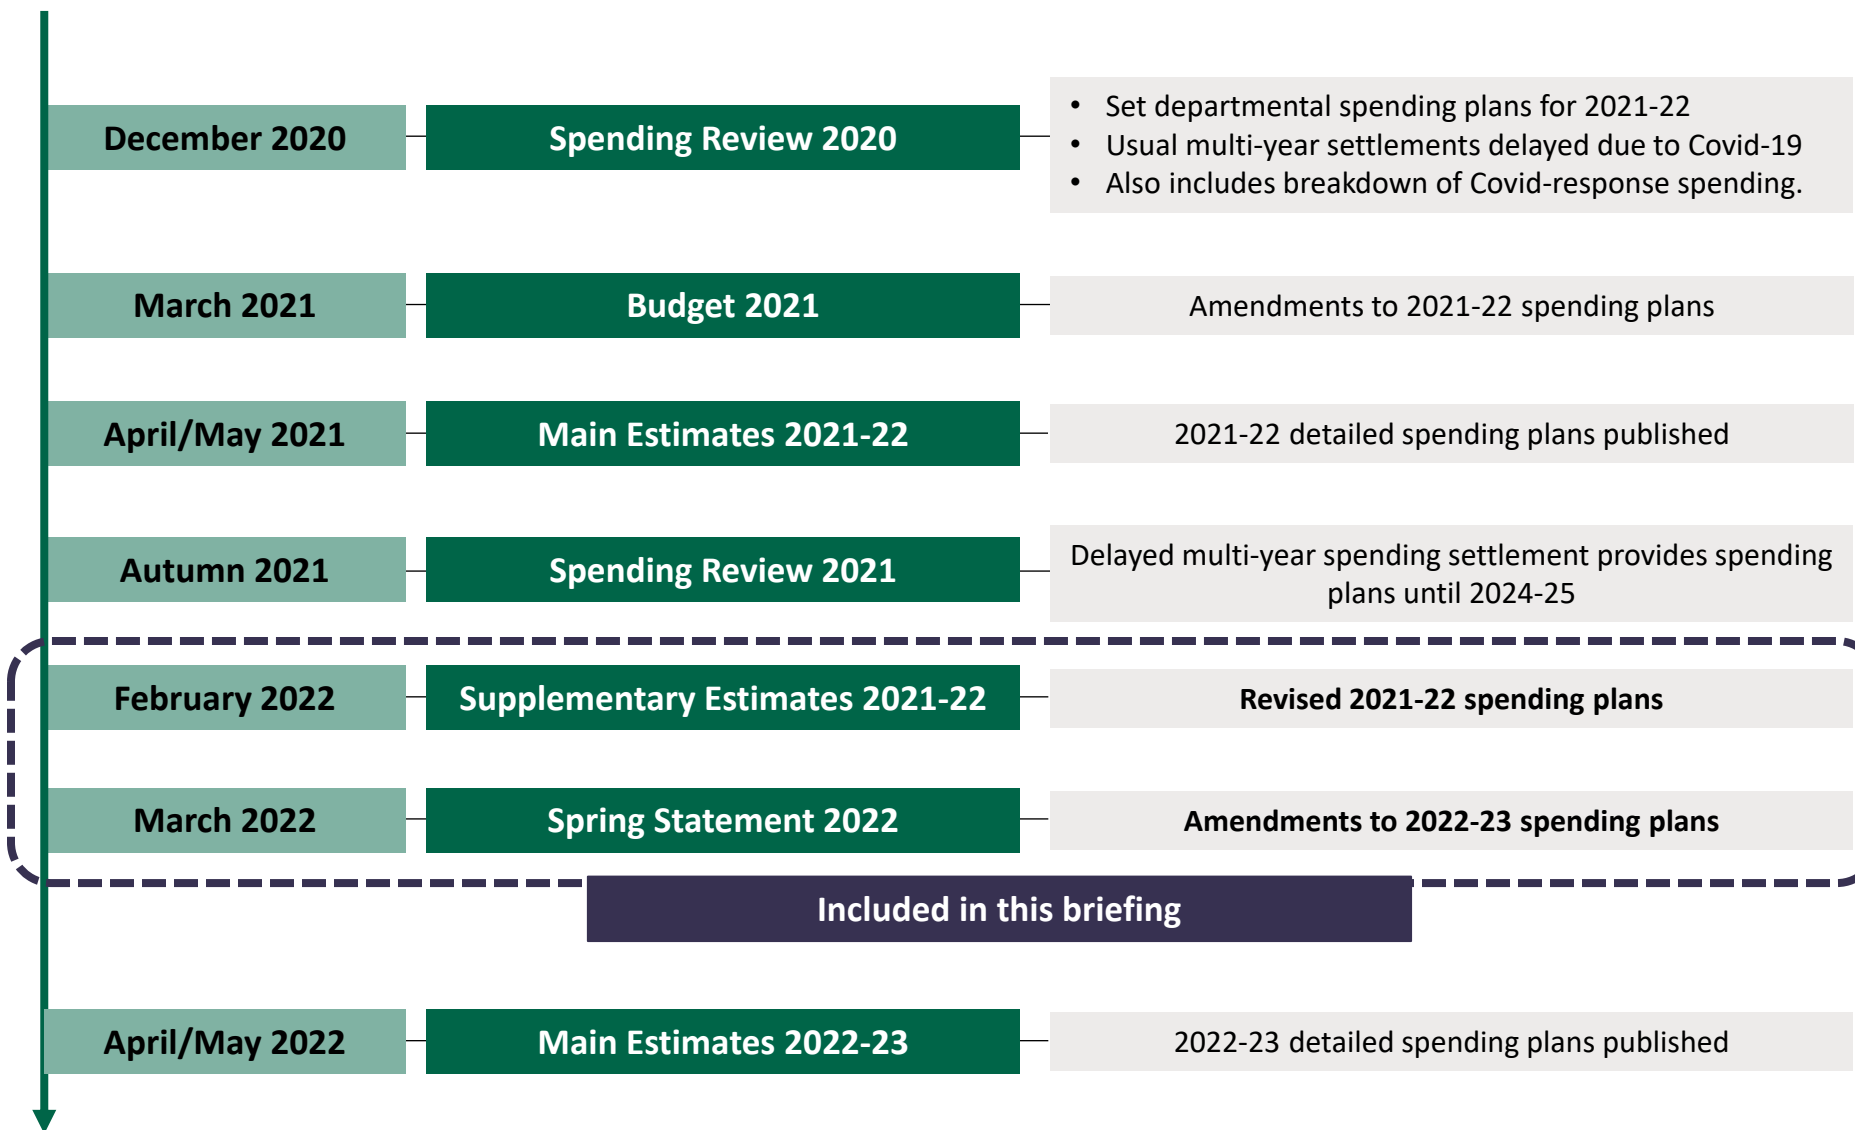 December 2020
Spending Review 2020
• Set departmental spending plans for 2021-22
• Usual multi-year settlements delayed due to Covid-19
• Also includes breakdown of Covid-response spending.
March 2021
Budget 2021
Amendments to 2021-22 spending plans
April/May 2021
Main Estimates 2021-22
2021-22 detailed spending plans published
Autumn 2021
Spending Review 2021
Delayed multi-year spending settlement provides spending
plans until 2024-25
February 2022
Supplementary Estimates 2021-22
Revised 2021-22 spending plans
March 2022
Spring Statement 2022
Amendments to 2022-23 spending plans
Included in this briefing
April/May 2022
Main Estimates 2022-23
2022-23 detailed spending plans published